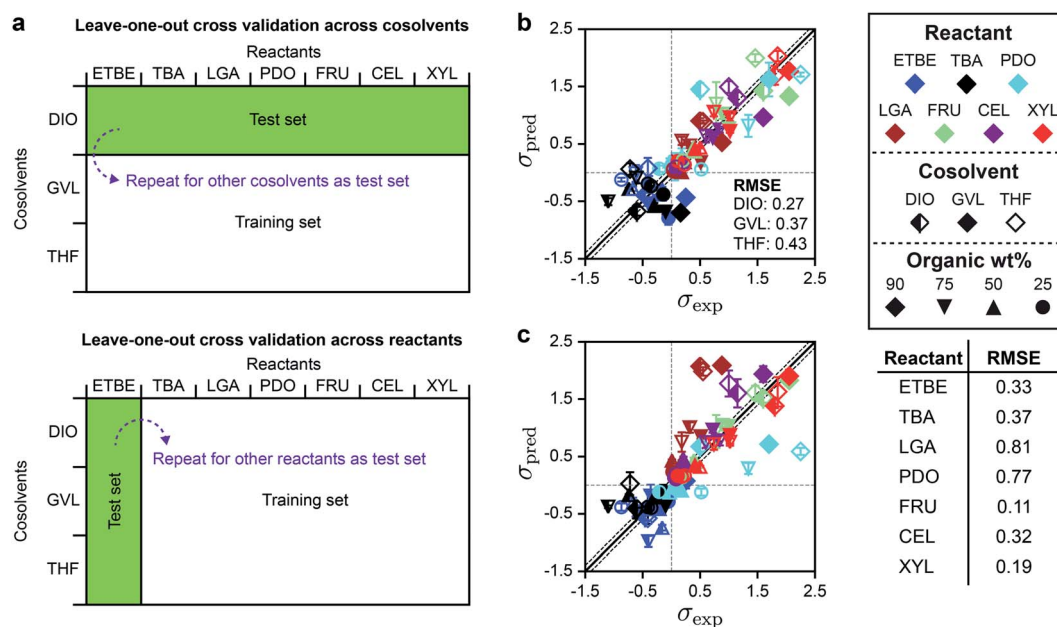 a
Leave-one-out cross validation across cosolvents
Reactants
ETBE TBA LGA PDO FRU CEL XYL
Cosolvents
DIO
GVL
THF
Test set
Repeat for other cosolvents as test set
Training set
Leave-one-out cross validation across reactants
Reactants
ETBE TBA LGA PDO FRU CEL XYL
Cosolvents
DIO
GVL
THF
Test set
Repeat for other reactants as test set
Training set
b
σpred
2.5
1.5
0.5
-0.5
-1.5
RMSE
DIO: 0.27
GVL: 0.37
THF: 0.43
-1.5 -0.5 0.5 1.5 2.5
σexp
c
σpred
2.5
1.5
0.5
-0.5
-1.5
-1.5 -0.5 0.5 1.5 2.5
σexp
Reactant
ETBE TBA PDO
LGA FRU CEL XYL
Cosolvent
DIO GVL THF
Organic wt%
90 75 50 25
Reactant RMSE
ETBE 0.33
TBA 0.37
LGA 0.81
PDO 0.77
FRU 0.11
CEL 0.32
XYL 0.19